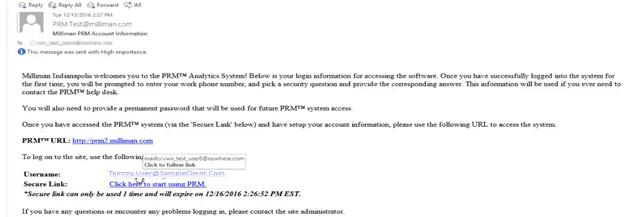 Reply Reply All Forward IM
Tue 12/13/2016 2:27 PM
PRM.Test@milliman.com
Milliman PRM Account Information
To
This message was sent with High importance.
Milliman Indianapolis welcomes you to the PRM™ Analytics System! Below is your login information for accessing the software. Once you have successfully logged into the system for
the first time, you will be prompted to enter your work phone number, and pick a security question and provide the corresponding answer. This information will be used if you ever need to
contact the PRM™ help desk.
You will also need to provide a permanent password that will be used for future PRM™ system access.
Once you have accessed the PRM™ system (via the 'Secure Link' below) and have setup your account information, please use the following URL to access the system.
PRM™ URL: http://prm2.milliman.com
To log on to the site, use the following
mailto:vwn_test_user6@nowhera.com
Click to follow link
Username: Tammy.User@SampleClient.Com
Secure Link: Click here to start using PRM.
*Secure link can only be used 1 time and will expire on 12/16/2016 2:26:52 PM EST.
If you have any questions or encounter any problems logging in, please contact the site administrator.